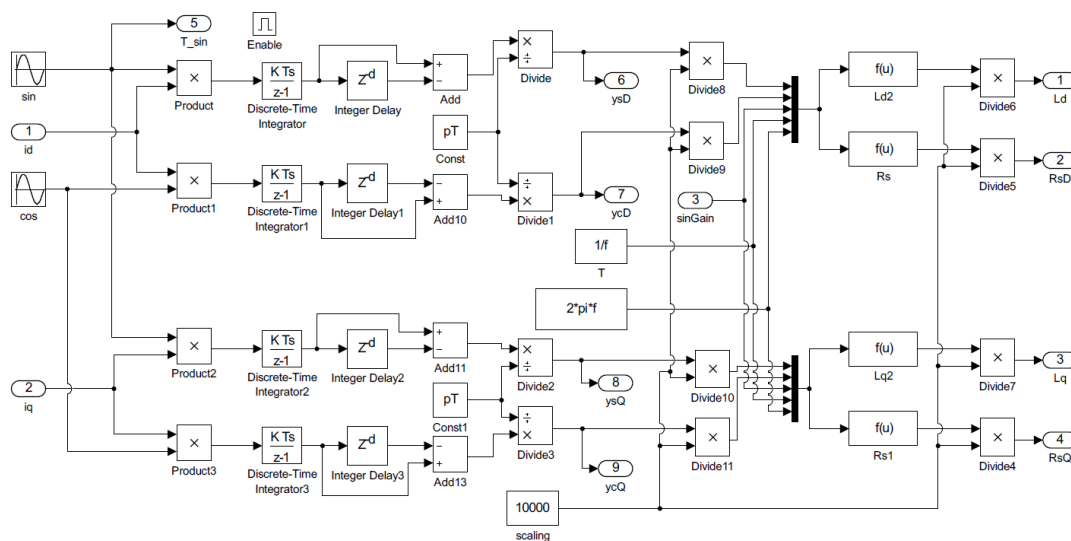 5
T_sin
Enable
sin
×
Product
K Ts
z-1
Discrete-Time
Integrator
Z^d
Integer Delay
+
−
Add
×
÷
Divide
6
ysD
×
Divide8
f(u)
Ld2
×
Divide6
1
Ld
1
id
pT
Const
×
Divide9
f(u)
Rs
×
Divide5
2
RsD
cos
×
Product1
K Ts
z-1
Discrete-Time
Integrator1
Z^d
Integer Delay1
−
+
Add10
÷
×
Divide1
7
ycD
3
sinGain
1/f
T
2*pi*f
×
Product2
K Ts
z-1
Discrete-Time
Integrator2
Z^d
Integer Delay2
+
−
Add11
×
÷
Divide2
8
ysQ
×
Divide10
f(u)
Lq2
×
Divide7
3
Lq
2
iq
pT
Const1
×
Product3
K Ts
z-1
Discrete-Time
Integrator3
Z^d
Integer Delay3
−
+
Add13
÷
×
Divide3
9
ycQ
×
Divide11
f(u)
Rs1
×
Divide4
4
RsQ
10000
scaling